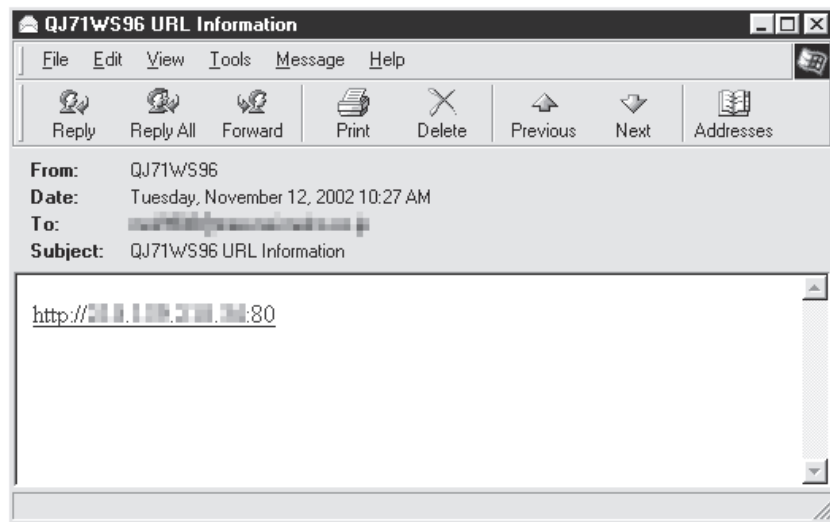 QJ71WS96 URL Information
File Edit View Tools Message Help
Reply Reply All Forward Print Delete Previous Next Addresses
From: QJ71WS96
Date: Tuesday, November 12, 2002 10:27 AM
To:
Subject: QJ71WS96 URL Information
http:// :80